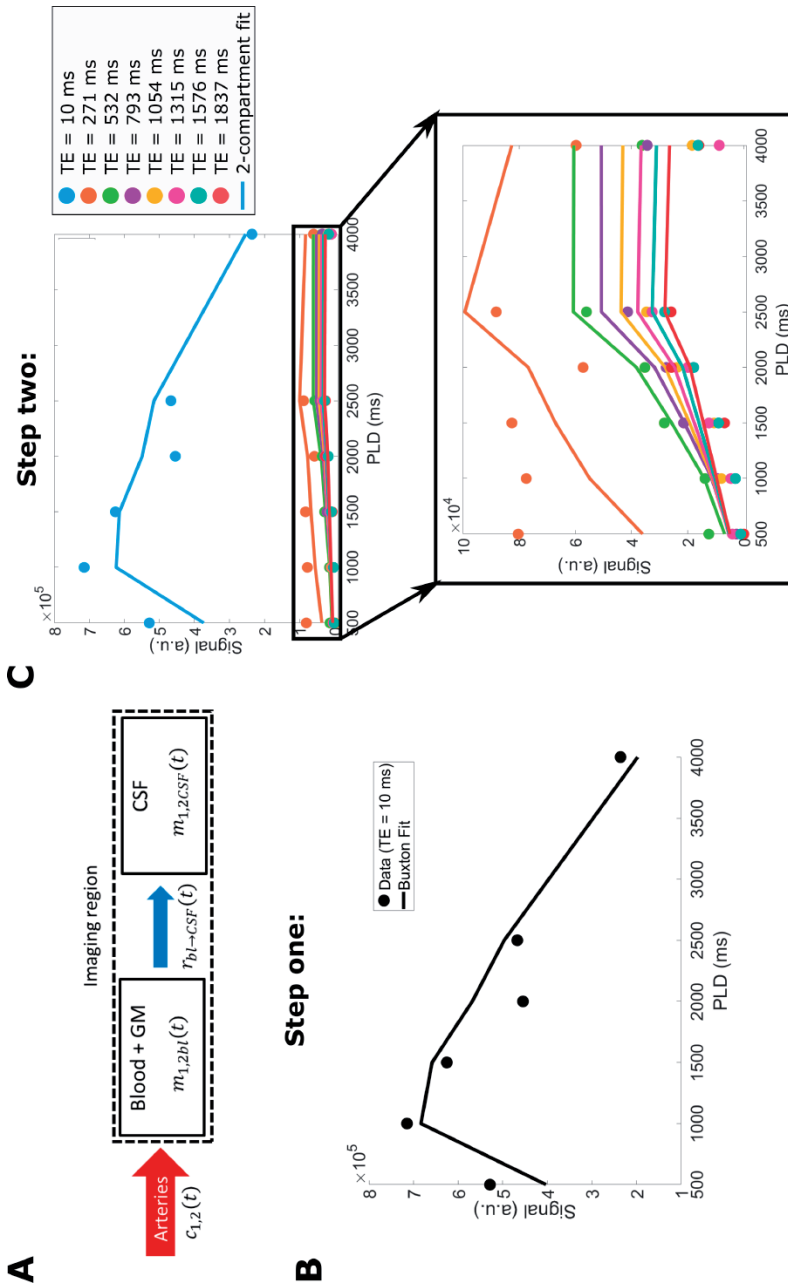 A
Imaging region
Arteries
c1,2(t)
Blood + GM
m1,2bl(t)
rbl→CSF(t)
CSF
m1,2CSF(t)
B
Step one:
×10^5
8
7
6
5
4
3
2
1
Signal (a.u.)
500
1000
1500
2000
2500
3000
3500
4000
PLD (ms)
Data (TE = 10 ms)
Buxton Fit
C
Step two:
×10^5
8
7
6
5
4
3
2
1
0
Signal (a.u.)
500
1000
1500
2000
2500
3000
3500
4000
PLD (ms)
TE = 10 ms
TE = 271 ms
TE = 532 ms
TE = 793 ms
TE = 1054 ms
TE = 1315 ms
TE = 1576 ms
TE = 1837 ms
2-compartment fit
×10^4
10
8
6
4
2
0
Signal (a.u.)
500
1000
1500
2000
2500
3000
3500
4000
PLD (ms)